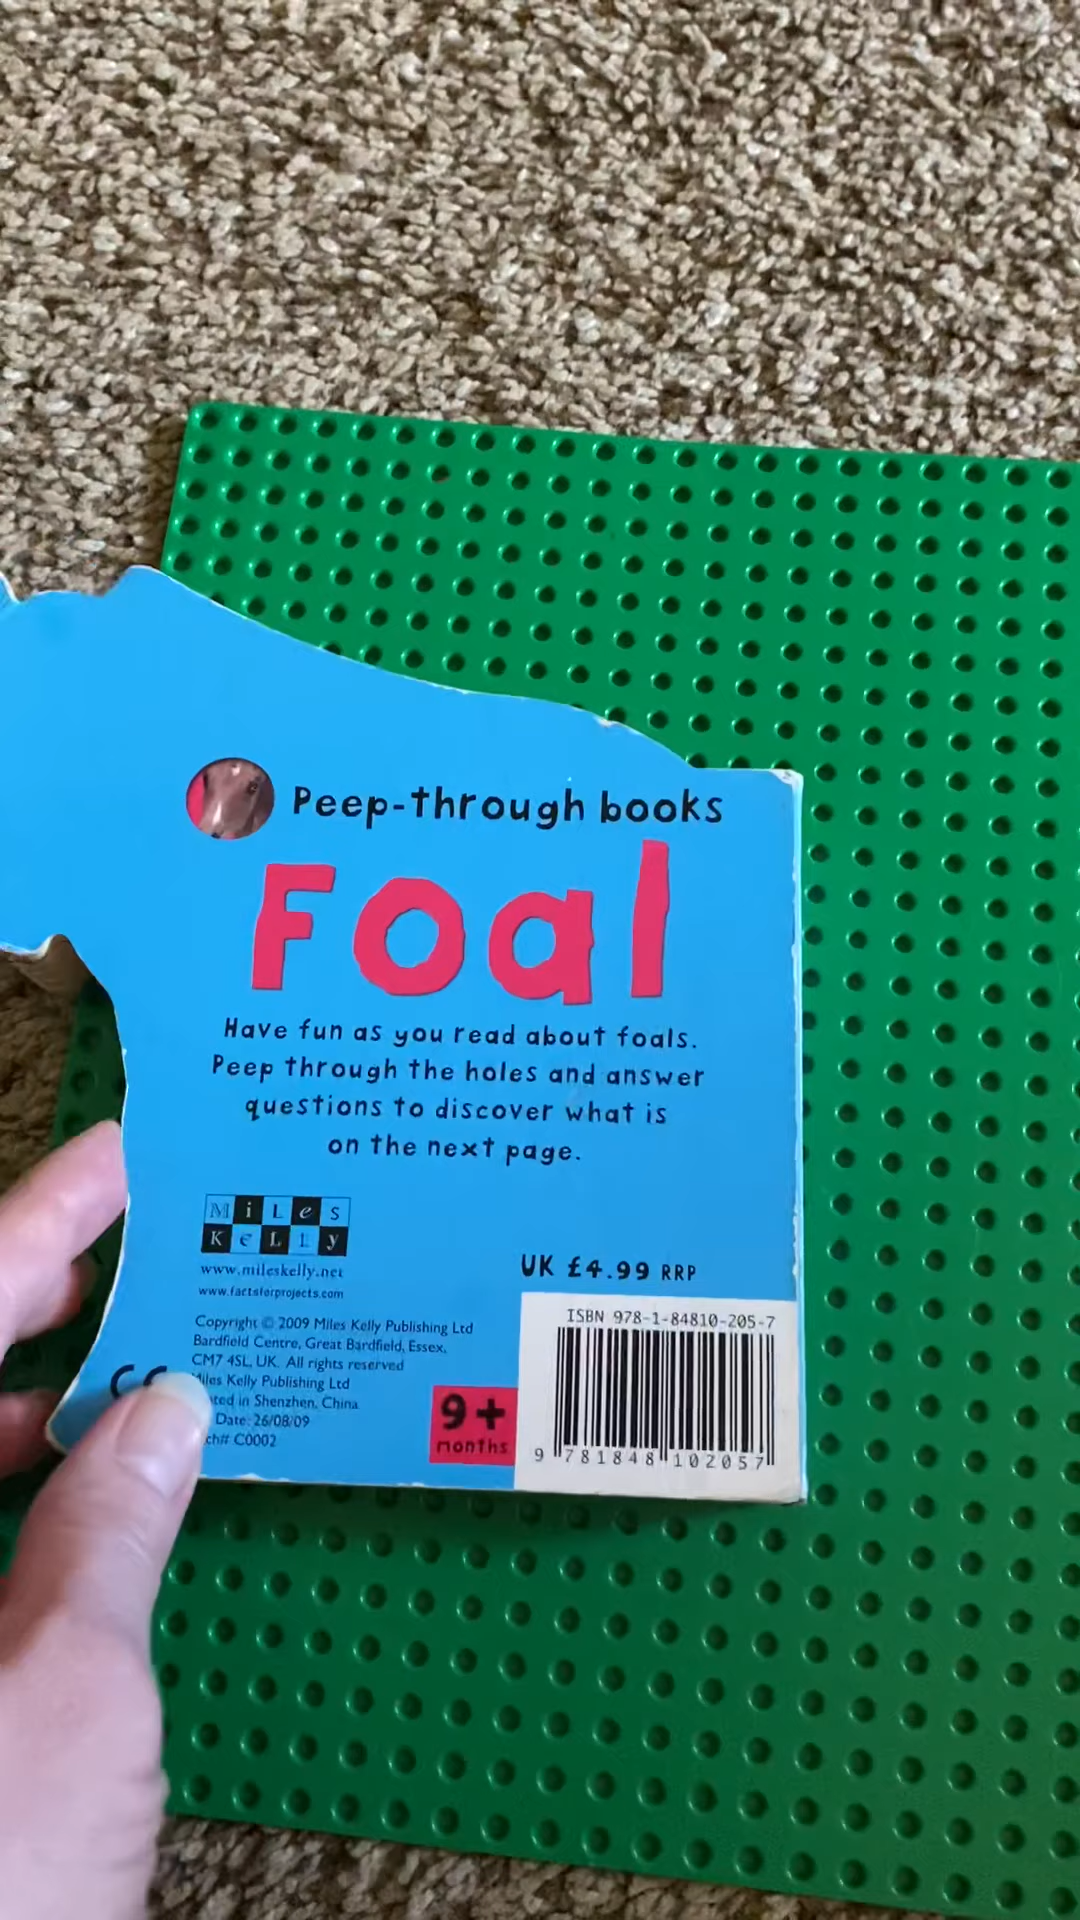 Peep-through books
Foal
Have fun as you read about foals.
Peep through the holes and answer
questions to discover what is
on the next page.
Miles
Kelly
www.mileskelly.net
www.factsforprojects.com
UK £4.99 RRP
Copyright © 2009 Miles Kelly Publishing Ltd
Bardfield Centre, Great Bardfield, Essex,
CM7 4SL, UK. All rights reserved
Miles Kelly Publishing Ltd
in Shenzhen, China
Date: 26/08/09
C0002
9+
months
ISBN 978-1-84810-205-7
9 781848 102057